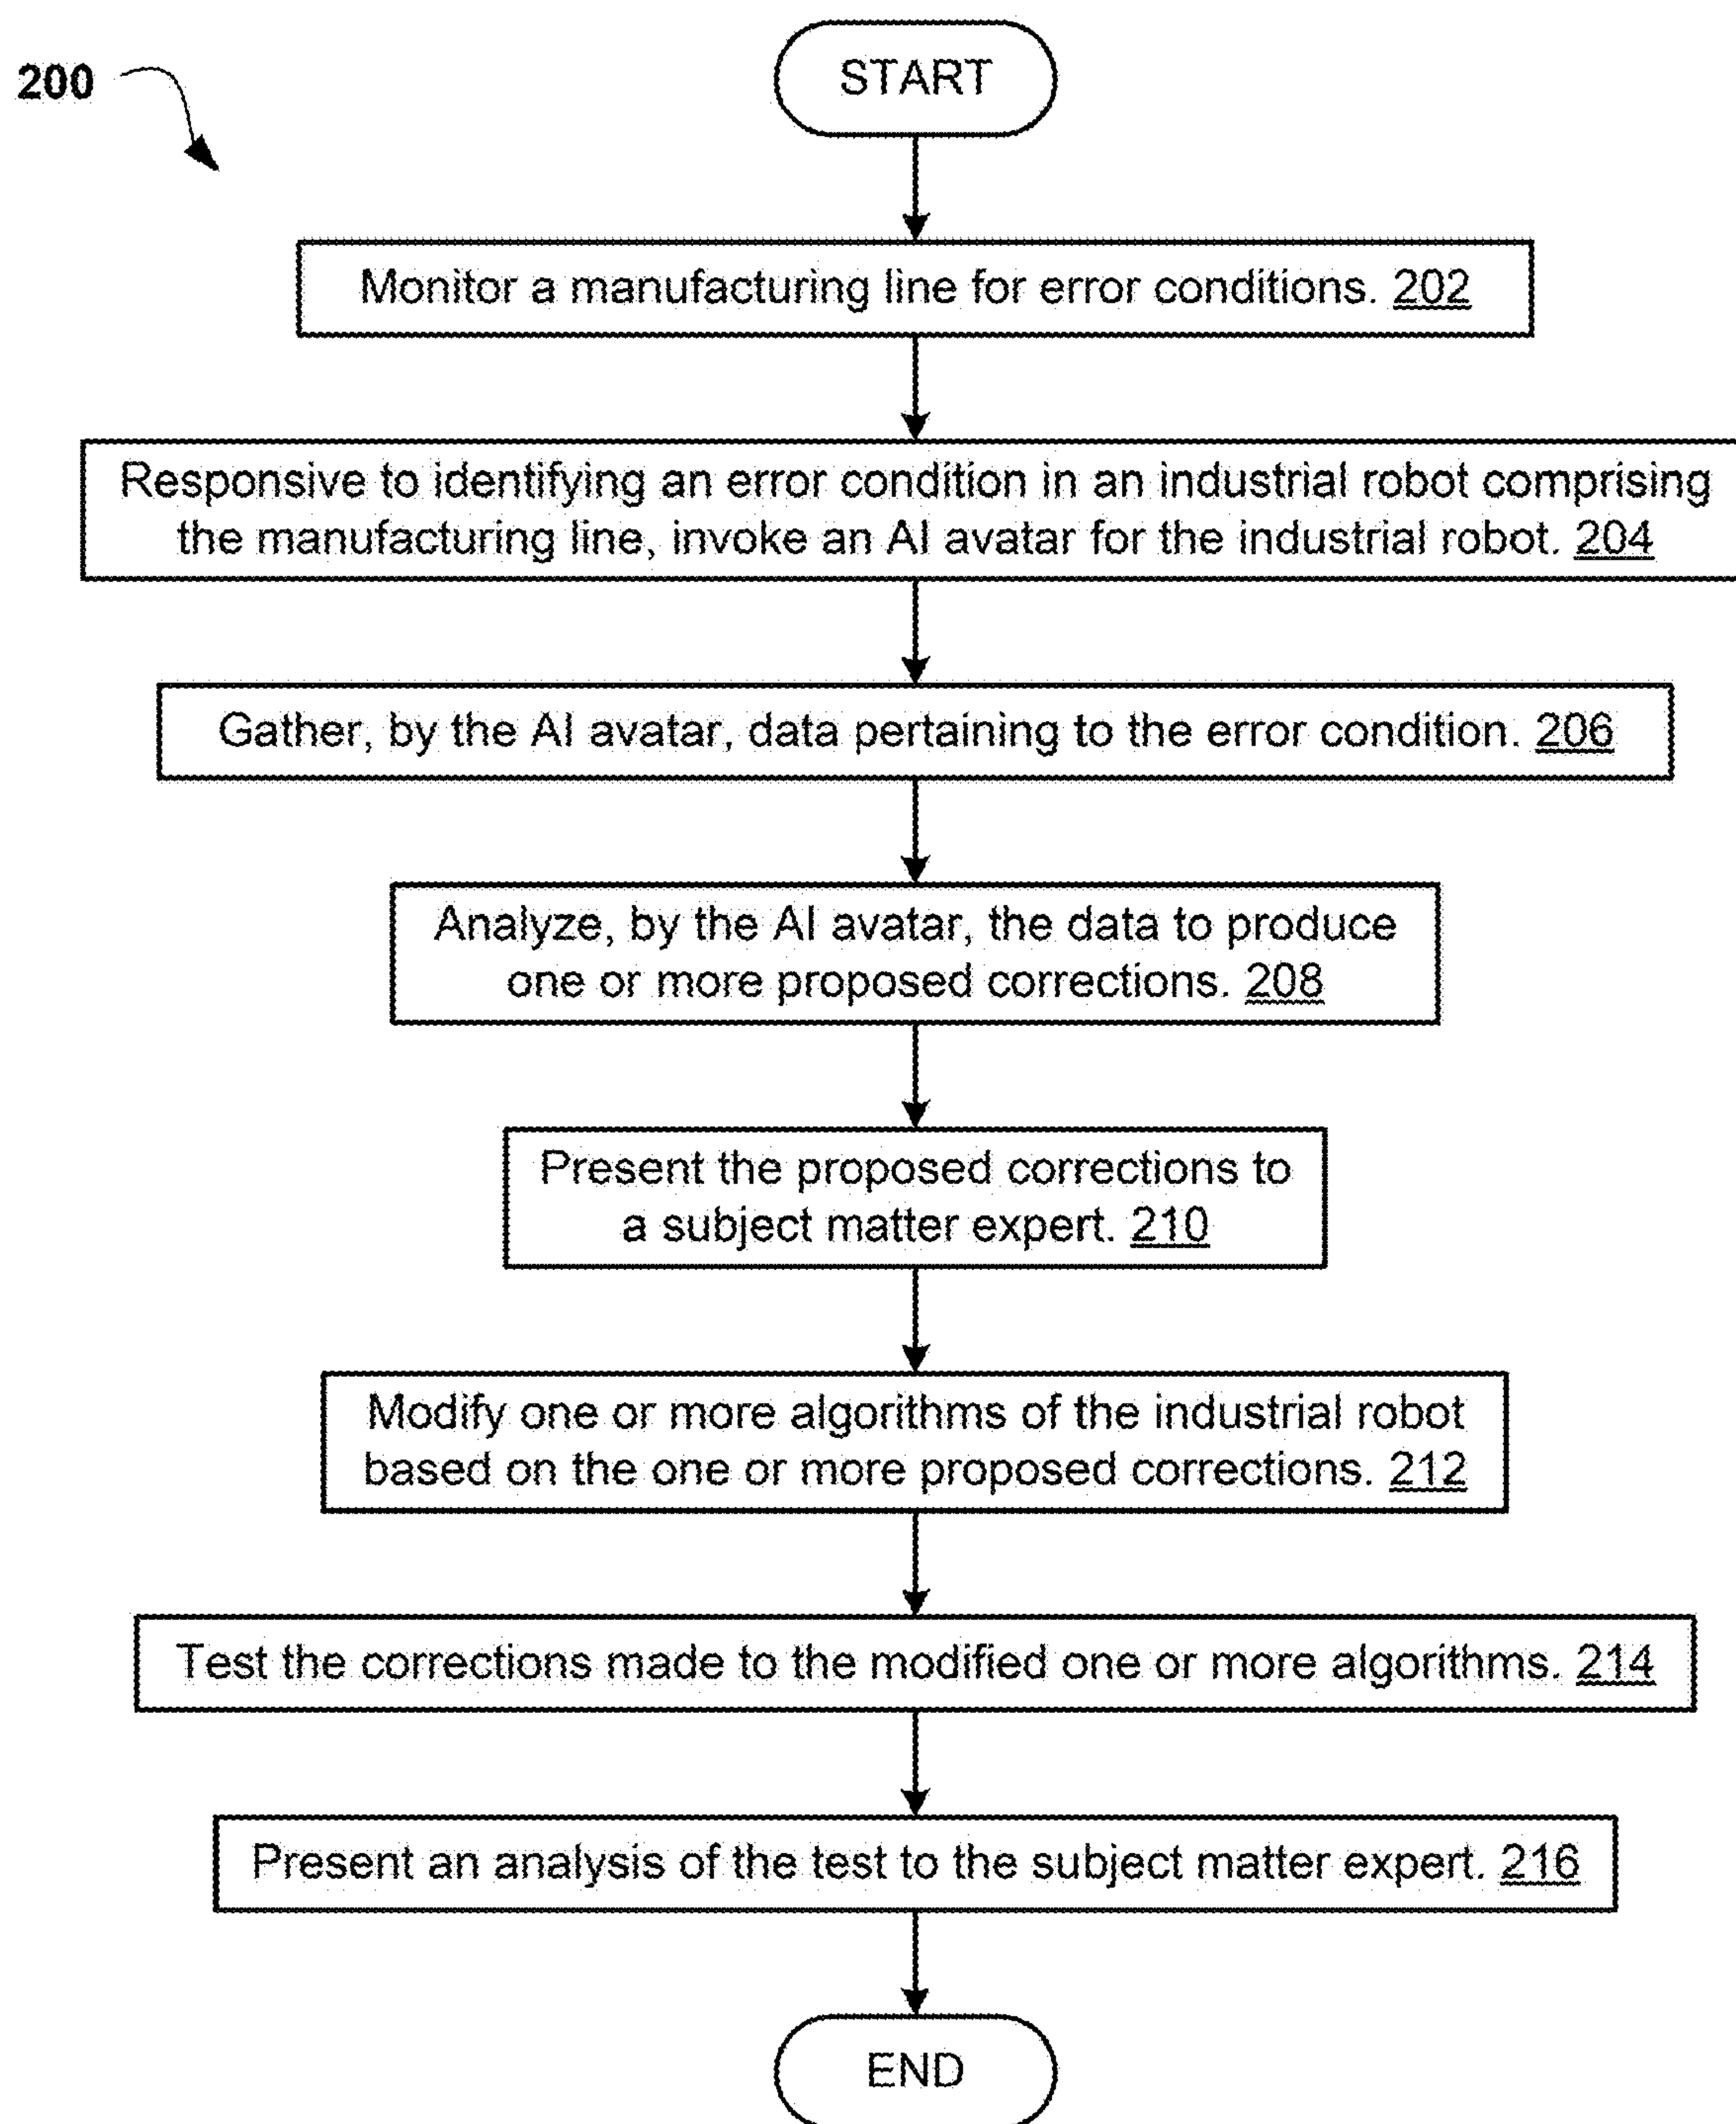 200
START
Monitor a manufacturing line for error conditions. 202
Responsive to identifying an error condition in an industrial robot comprising
the manufacturing line, invoke an AI avatar for the industrial robot. 204
Gather, by the AI avatar, data pertaining to the error condition. 206
Analyze, by the AI avatar, the data to produce
one or more proposed corrections. 208
Present the proposed corrections to
a subject matter expert. 210
Modify one or more algorithms of the industrial robot
based on the one or more proposed corrections. 212
Test the corrections made to the modified one or more algorithms. 214
Present an analysis of the test to the subject matter expert. 216
END